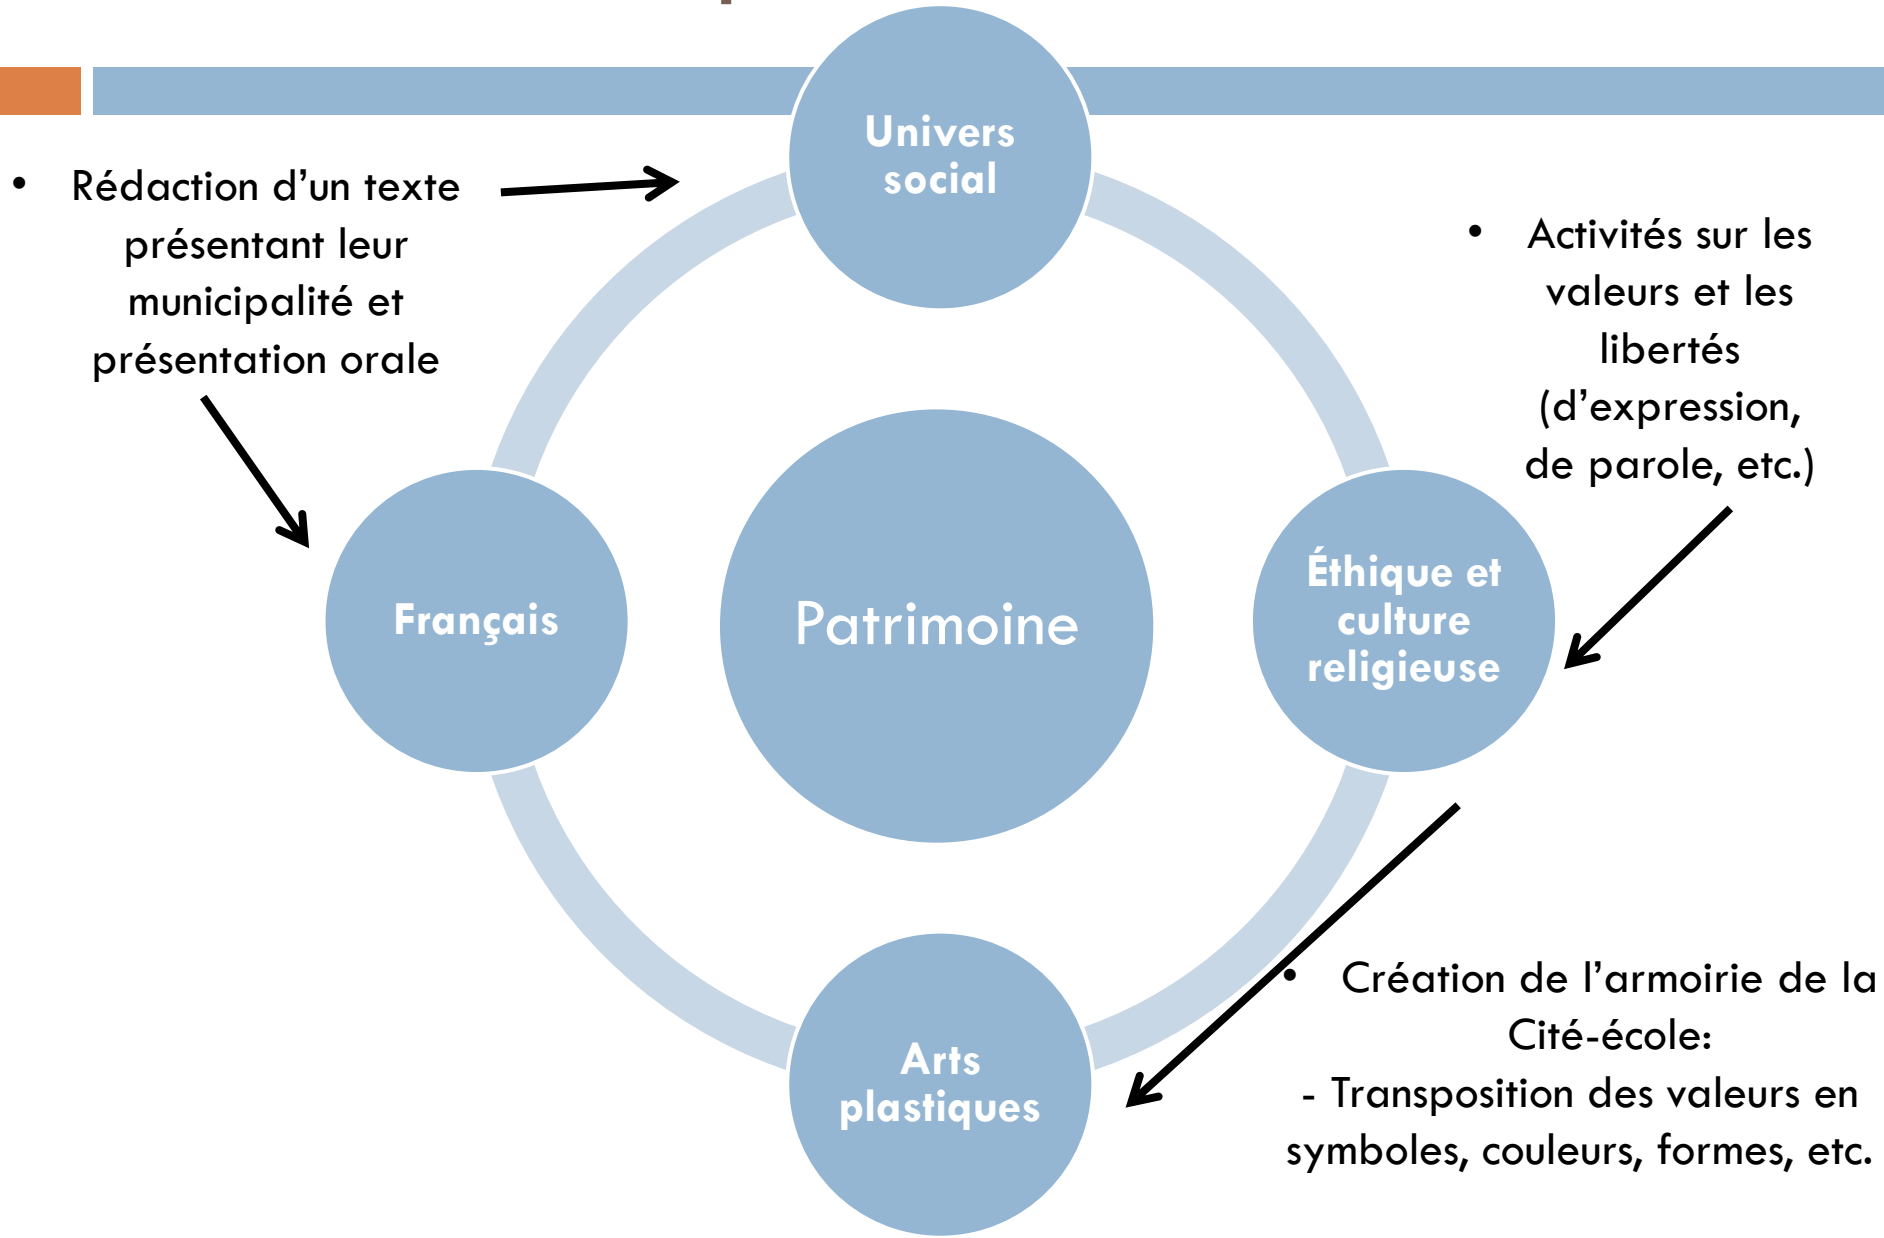 Univers
social
• Rédaction d’un texte
présentant leur
municipalité et
présentation orale
• Activités sur les
valeurs et les
libertés
(d’expression,
de parole, etc.)
Français
Patrimoine
Éthique et
culture
religieuse
Arts
plastiques
• Création de l’armoirie de la
Cité-école:
- Transposition des valeurs en
symboles, couleurs, formes, etc.